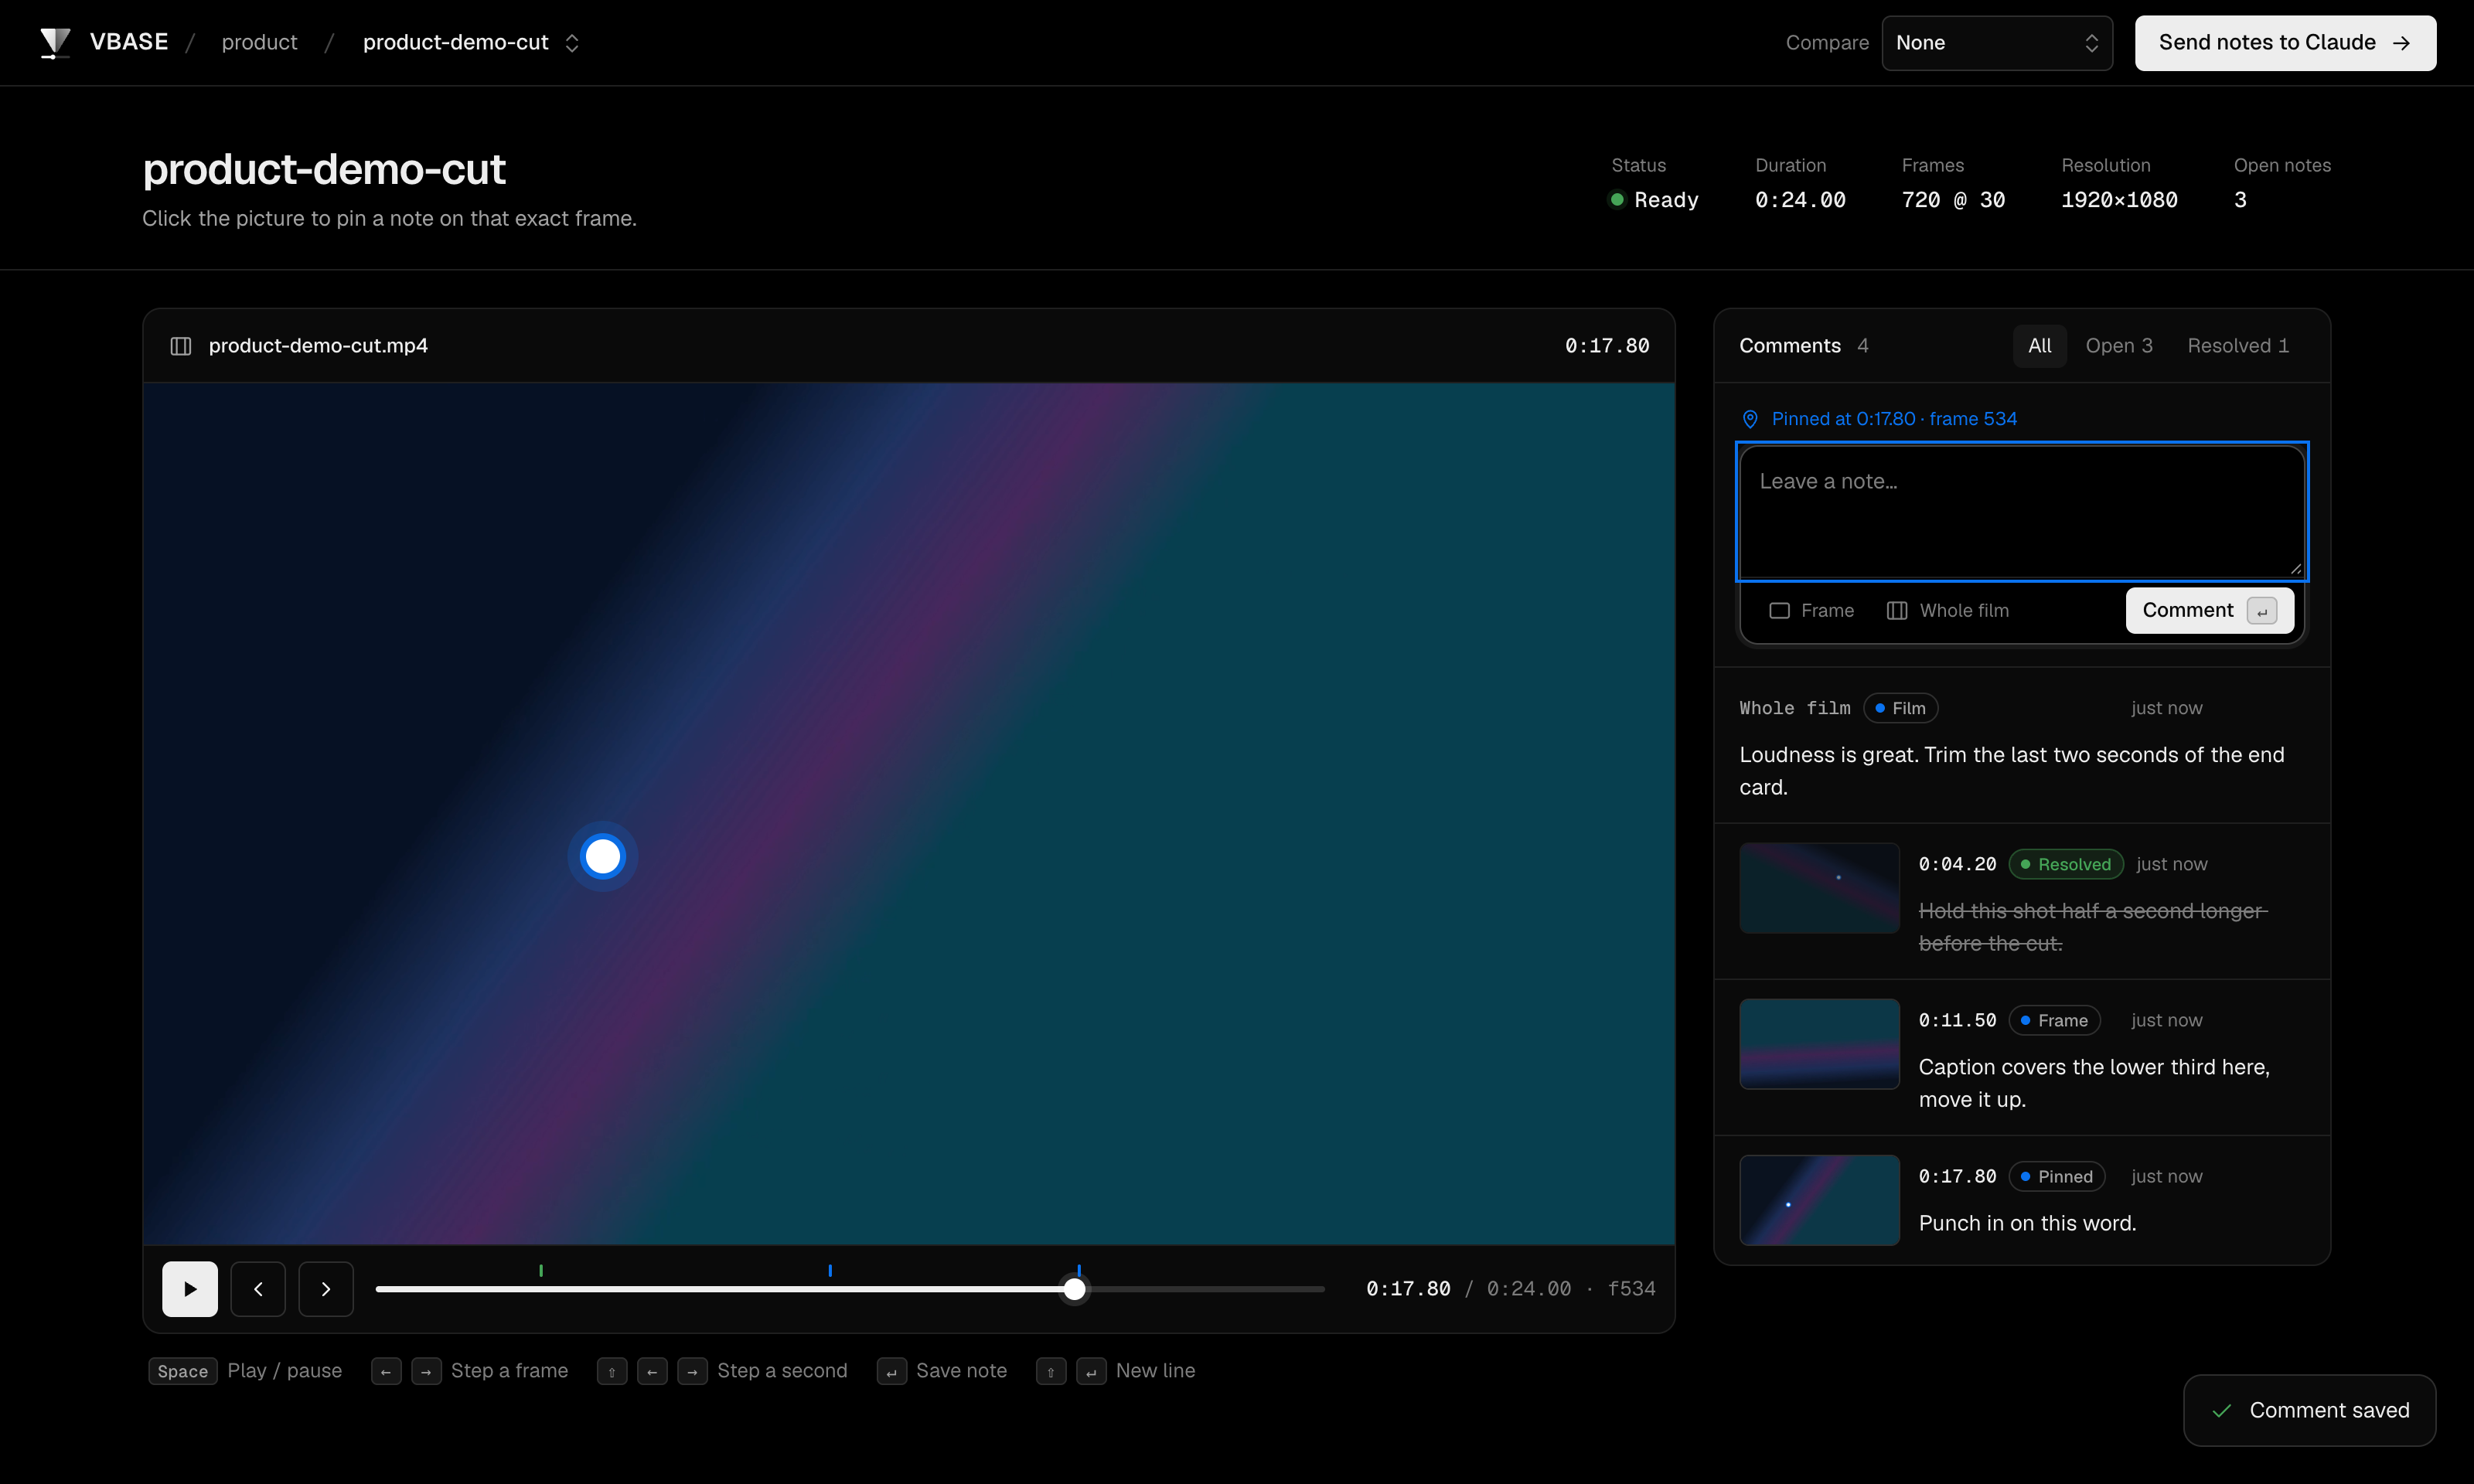 VBASE / product / product-demo-cut
Compare None Send notes to Claude →
product-demo-cut
Click the picture to pin a note on that exact frame.
Status Duration Frames Resolution Open notes
Ready 0:24.00 720 @ 30 1920×1080 3
product-demo-cut.mp4 0:17.80
Comments 4 All Open 3 Resolved 1
Pinned at 0:17.80 · frame 534
Leave a note...
Frame Whole film Comment ↵
Whole film Film just now
Loudness is great. Trim the last two seconds of the end
card.
0:04.20 Resolved just now
Hold this shot half a second longer
before the cut.
0:11.50 Frame just now
Caption covers the lower third here,
move it up.
0:17.80 Pinned just now
Punch in on this word.
0:17.80 / 0:24.00 · f534
Space Play / pause ← → Step a frame ⇧ ← → Step a second ↵ Save note ⇧ ↵ New line
Comment saved